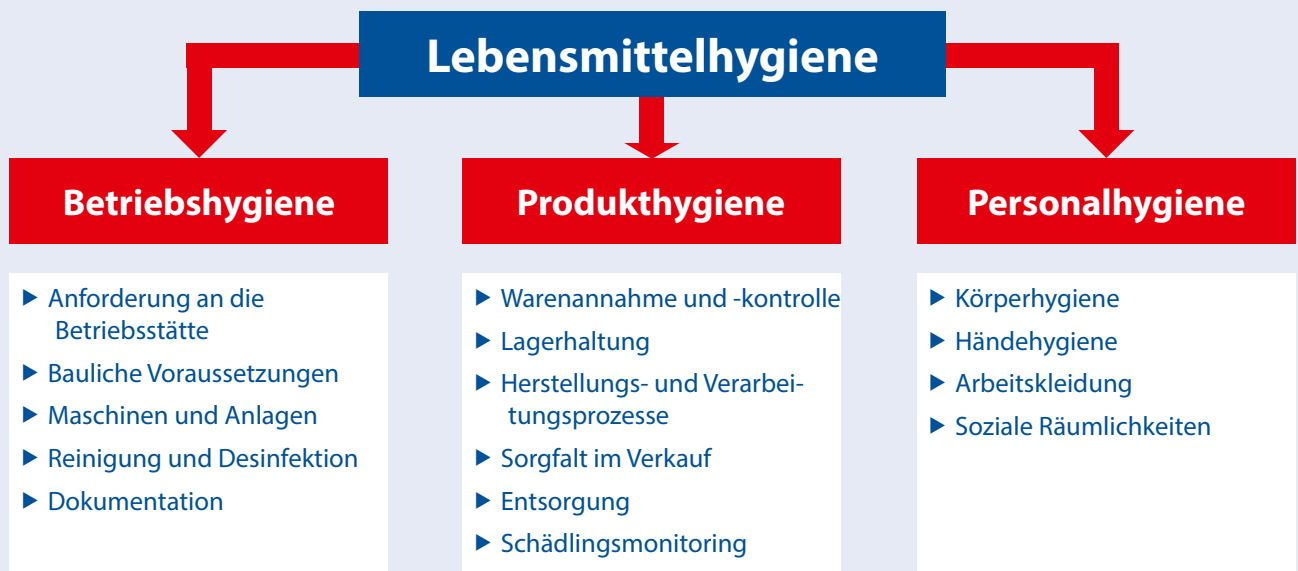 Lebensmittelhygiene
Betriebshygiene
▶ Anforderung an die
Betriebsstätte
▶ Bauliche Voraussetzungen
▶ Maschinen und Anlagen
▶ Reinigung und Desinfektion
▶ Dokumentation
Produkthygiene
▶ Warenannahme und -kontrolle
▶ Lagerhaltung
▶ Herstellungs- und Verarbei-
tungsprozesse
▶ Sorgfalt im Verkauf
▶ Entsorgung
▶ Schädlingsmonitoring
Personalhygiene
▶ Körperhygiene
▶ Händehygiene
▶ Arbeitskleidung
▶ Soziale Räumlichkeiten